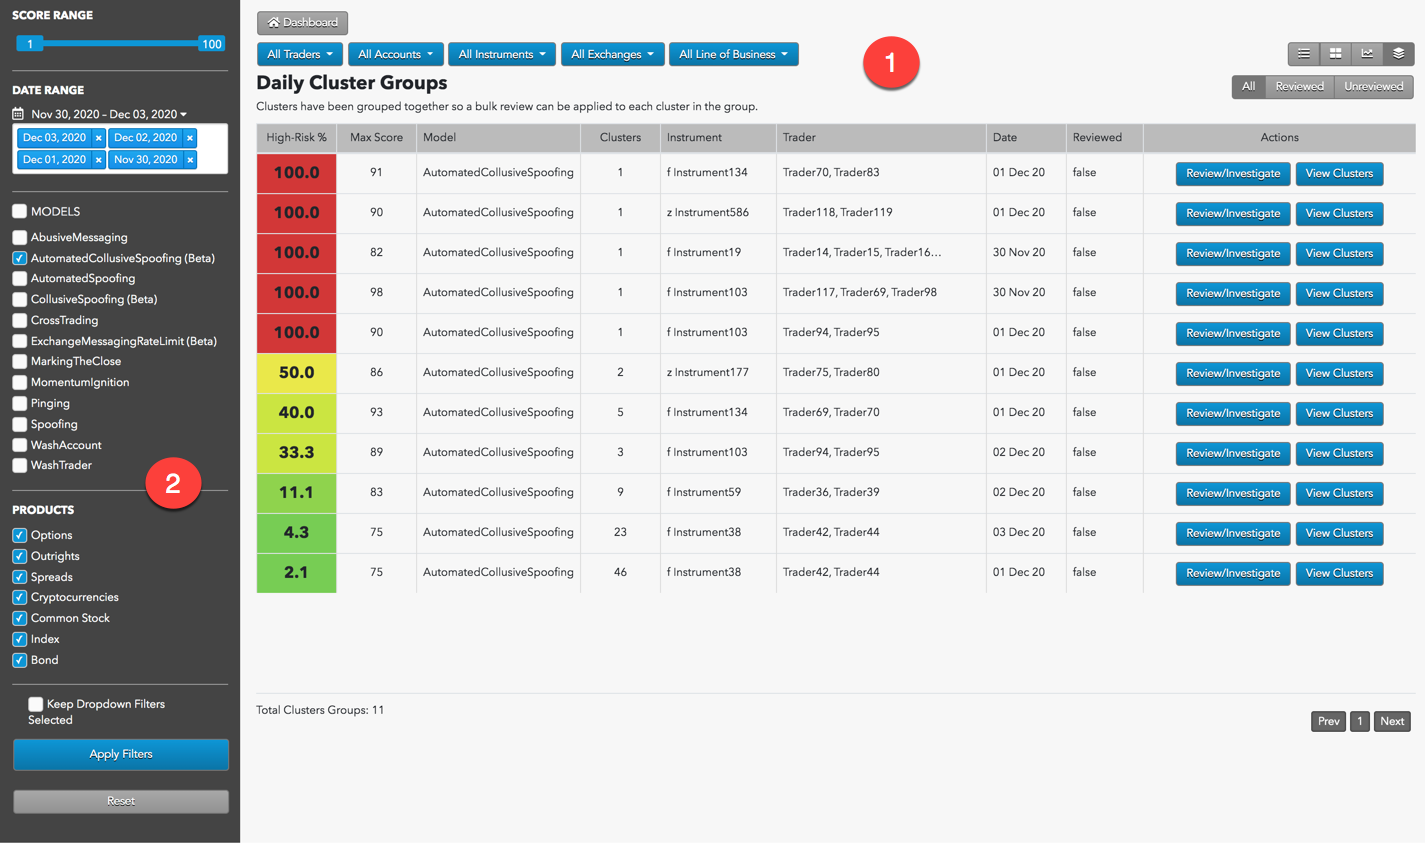 SCORE RANGE
1 100
DATE RANGE
Nov 30, 2020 – Dec 03, 2020
Dec 03, 2020 × Dec 02, 2020 ×
Dec 01, 2020 × Nov 30, 2020 ×
MODELS
AbusiveMessaging
AutomatedCollusiveSpoofing (Beta)
AutomatedSpoofing
CollusiveSpoofing (Beta)
CrossTrading
ExchangeMessagingRateLimit (Beta)
MarkingTheClose
MomentumIgnition
Pinging
Spoofing
WashAccount
WashTrader
2
PRODUCTS
Options
Outrights
Spreads
Cryptocurrencies
Common Stock
Index
Bond
Keep Dropdown Filters
Selected
Apply Filters
Reset
Dashboard
All Traders All Accounts All Instruments All Exchanges All Line of Business
1
Daily Cluster Groups
All Reviewed Unreviewed
Clusters have been grouped together so a bulk review can be applied to each cluster in the group.
High-Risk % Max Score Model Clusters Instrument Trader Date Reviewed Actions
100.0 91 AutomatedCollusiveSpoofing 1 f Instrument134 Trader70, Trader83 01 Dec 20 false Review/Investigate View Clusters
100.0 90 AutomatedCollusiveSpoofing 1 z Instrument586 Trader118, Trader119 01 Dec 20 false Review/Investigate View Clusters
100.0 82 AutomatedCollusiveSpoofing 1 f Instrument19 Trader14, Trader15, Trader16... 30 Nov 20 false Review/Investigate View Clusters
100.0 98 AutomatedCollusiveSpoofing 1 f Instrument103 Trader117, Trader69, Trader98 30 Nov 20 false Review/Investigate View Clusters
100.0 90 AutomatedCollusiveSpoofing 1 f Instrument103 Trader94, Trader95 01 Dec 20 false Review/Investigate View Clusters
50.0 86 AutomatedCollusiveSpoofing 2 z Instrument177 Trader75, Trader80 01 Dec 20 false Review/Investigate View Clusters
40.0 93 AutomatedCollusiveSpoofing 5 f Instrument134 Trader69, Trader70 01 Dec 20 false Review/Investigate View Clusters
33.3 89 AutomatedCollusiveSpoofing 3 f Instrument103 Trader94, Trader95 02 Dec 20 false Review/Investigate View Clusters
11.1 83 AutomatedCollusiveSpoofing 9 f Instrument59 Trader36, Trader39 02 Dec 20 false Review/Investigate View Clusters
4.3 75 AutomatedCollusiveSpoofing 23 f Instrument38 Trader42, Trader44 03 Dec 20 false Review/Investigate View Clusters
2.1 75 AutomatedCollusiveSpoofing 46 f Instrument38 Trader42, Trader44 01 Dec 20 false Review/Investigate View Clusters
Total Clusters Groups: 11
Prev 1 Next